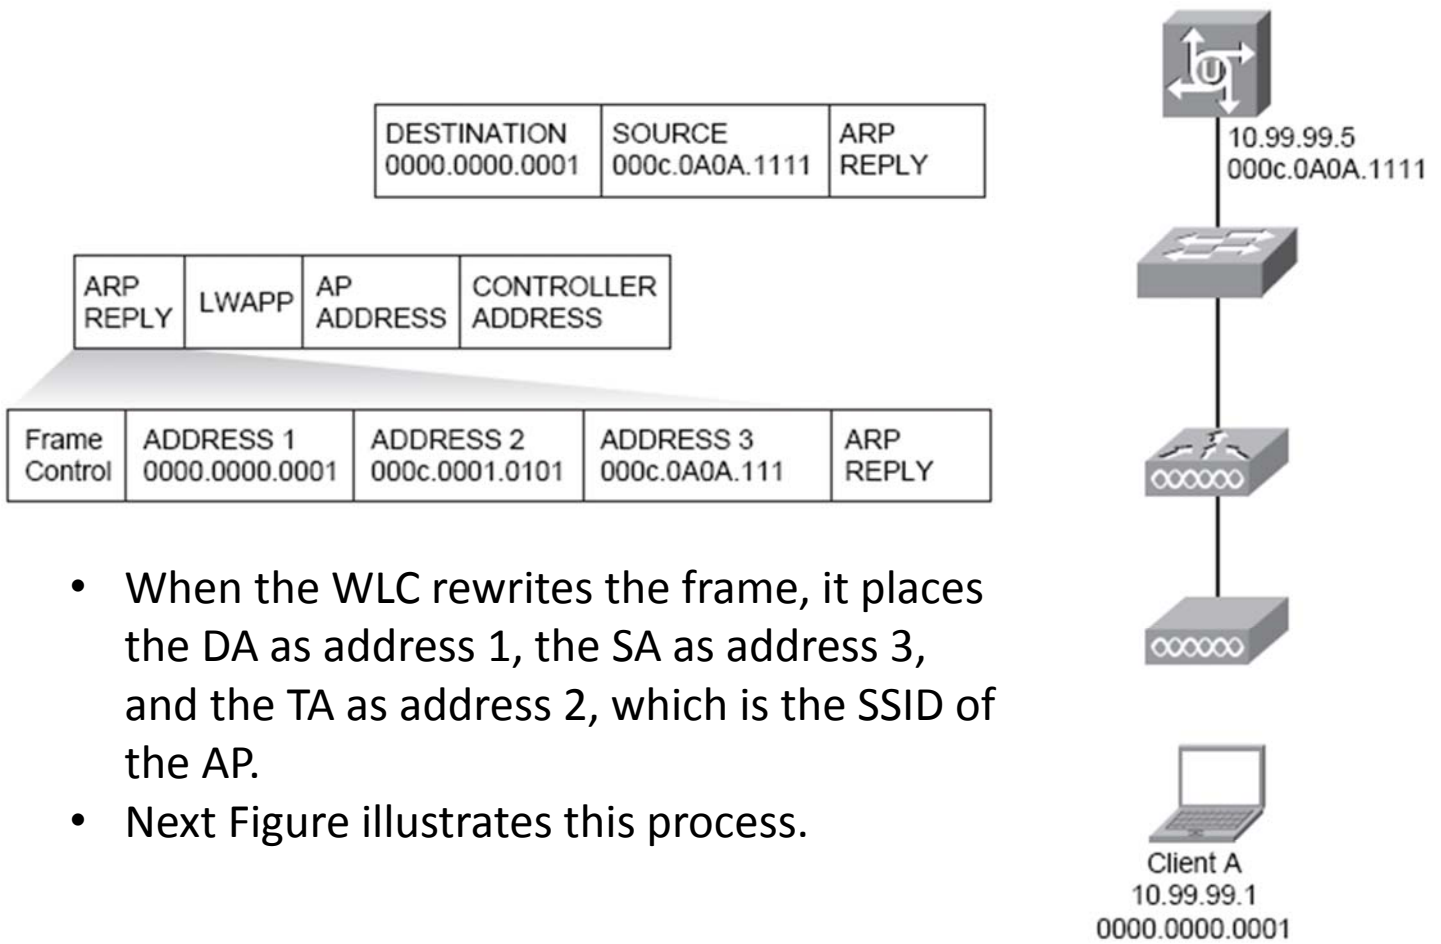 DESTINATION SOURCE ARP
0000.0000.0001 000c.0A0A.1111 REPLY
U
10.99.99.5
000c.0A0A.1111
ARP LWAPP AP CONTROLLER
REPLY ADDRESS ADDRESS
Frame ADDRESS 1 ADDRESS 2 ADDRESS 3 ARP
Control 0000.0000.0001 000c.0001.0101 000c.0A0A.111 REPLY
• When the WLC rewrites the frame, it places
the DA as address 1, the SA as address 3,
and the TA as address 2, which is the SSID of
the AP.
• Next Figure illustrates this process.
Client A
10.99.99.1
0000.0000.0001